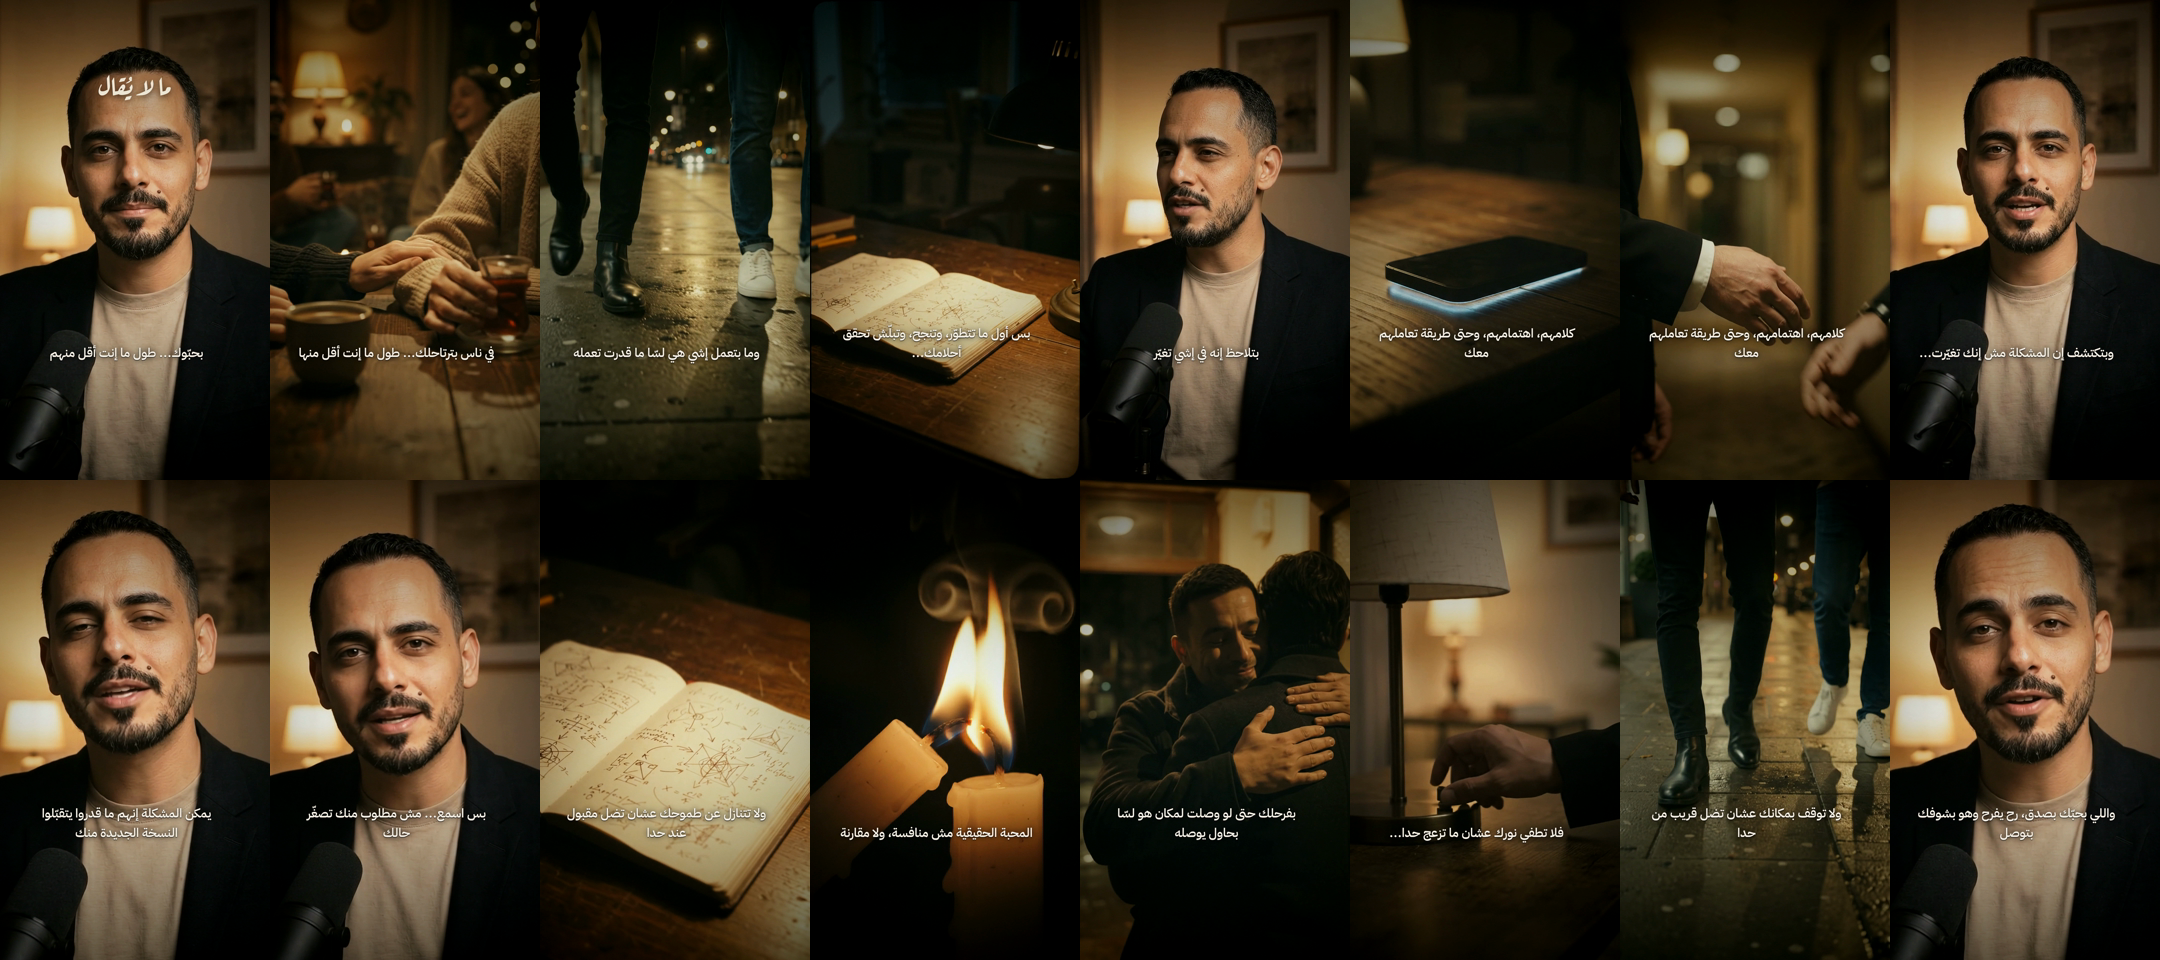 ما لا يُقال
بحبّوك... طول ما إنت أقل منهم
في ناس بترتاحلك... طول ما إنت أقل منها
وما بتعمل إشي هي لسّا ما قدرت تعمله
بس أول ما تتطوّر، وتنجح، وتبلّش تحقق
أحلامك...
بتلاحظ إنه في إشي تغيّر
كلامهم، اهتمامهم، وحتى طريقة تعاملهم
معك
كلامهم، اهتمامهم، وحتى طريقة تعاملهم
معك
وبتكتشف إن المشكلة مش إنك تغيّرت...
يمكن المشكلة إنهم ما قدروا يتقبّلوا
النسخة الجديدة منك
بس اسمع... مش مطلوب منك تصغّر
حالك
ولا تتنازل عن طموحك عشان تضل مقبول
عند حدا
المحبة الحقيقية مش منافسة، ولا مقارنة
بفرحلك حتى لو وصلت لمكان هو لسّا
بحاول يوصله
فلا تطفي نورك عشان ما تزعج حدا...
ولا توقف بمكانك عشان تضل قريب من
حدا
واللي بحبّك بصدق، رح يفرح وهو بشوفك
بتوصل